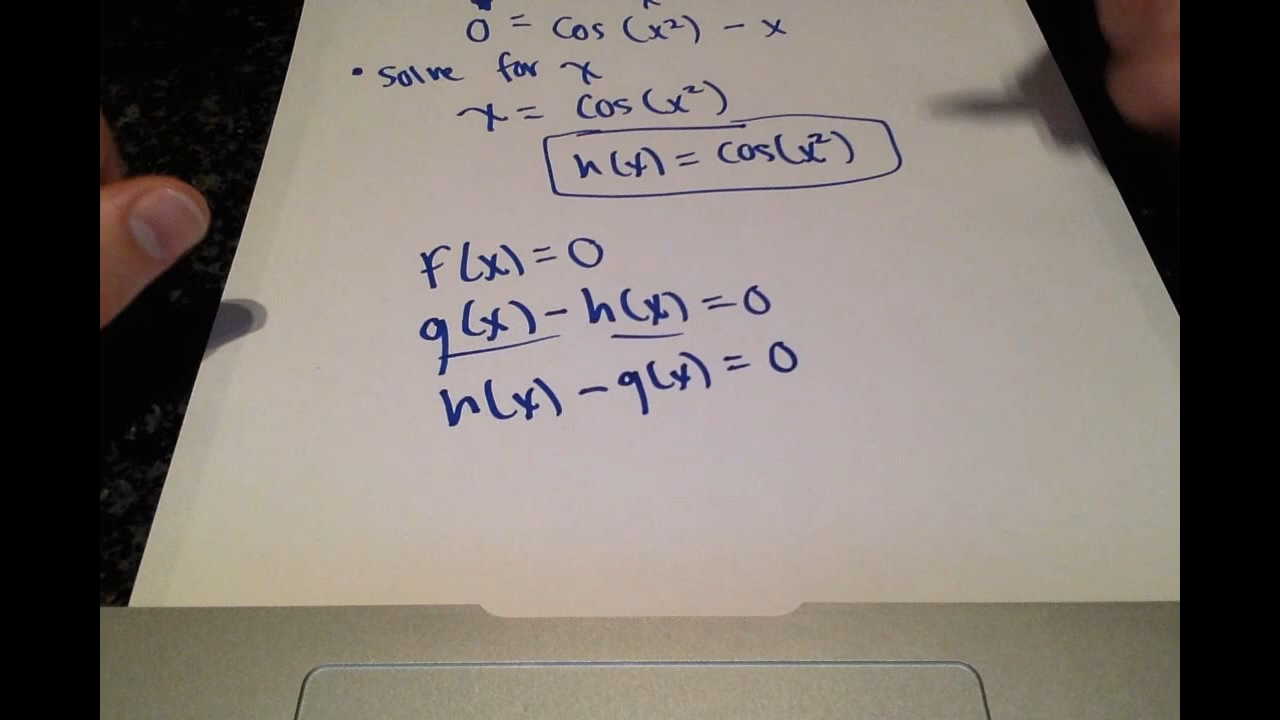 0 = cos (x²) - x
• solve for x
x = cos(x²)
h(x) = cos(x²)
F(x) = 0
g(x) - h(x) = 0
h(x) - g(x) = 0